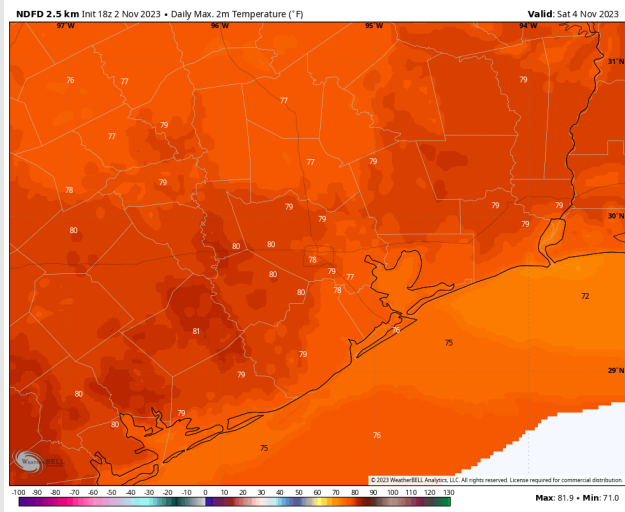 NDFD 2.5 km Init 18z 2 Nov 2023 • Daily Max. 2m Temperature (˚F)
Valid: Sat 4 Nov 2023
97°W 96°W 95°W 94°W
31°N
76 77 79
77
79
77
77 79
78 79
79 79 79
79 79
30°N
80
80 80
78
80 79 77
80 78
72
81 76
75
79
29°N
79
80
79
80
76
75
WeatherBELL
© 2023 WeatherBELL Analytics, LLC. All rights reserved. License required for commercial distribution.
-100 -90 -80 -70 -60 -50 -40 -30 -20 -10 0 10 20 30 40 50 60 70 80 90 100 110 120 130
Max: 81.9 • Min: 71.0